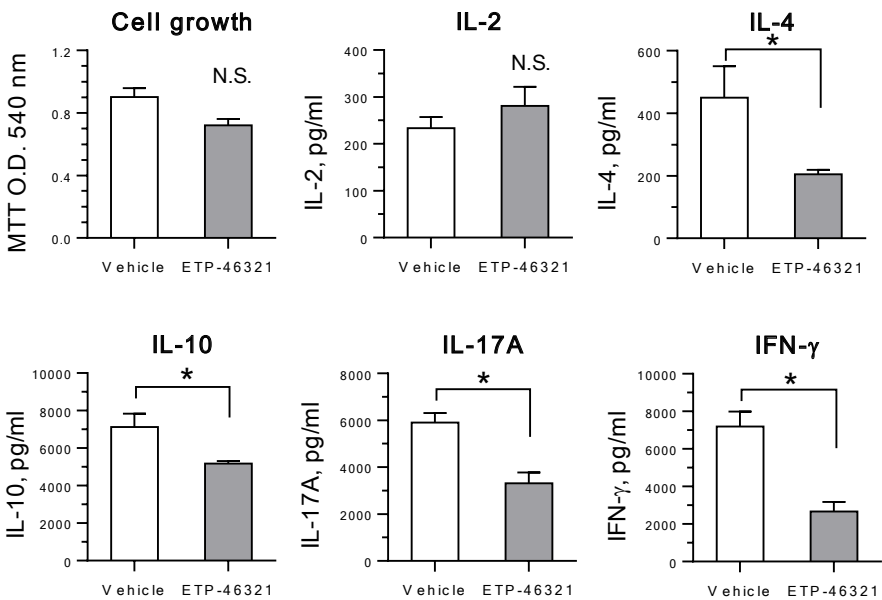 Cell growth
MTT O.D. 540 nm
1.2
0.8
0.4
0.0
N.S.
Vehicle
ETP-46321
IL-2
IL-2, pg/ml
400
300
200
100
0
N.S.
Vehicle
ETP-46321
IL-4
IL-4, pg/ml
600
400
200
0
*
Vehicle
ETP-46321
IL-10
IL-10, pg/ml
10000
8000
6000
4000
2000
0
*
Vehicle
ETP-46321
IL-17A
IL-17A, pg/ml
8000
6000
4000
2000
0
*
Vehicle
ETP-46321
IFN-γ
IFN-γ, pg/ml
10000
8000
6000
4000
2000
0
*
Vehicle
ETP-46321